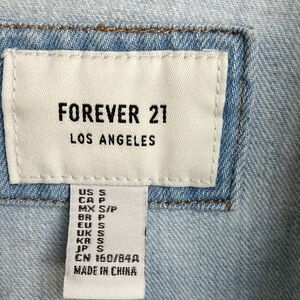 FOREVER 21
LOS ANGELES
US S
CA P
MX S/P
BR P
EU S
UK S
KR S
JP S
CN 160/84A
MADE IN CHINA